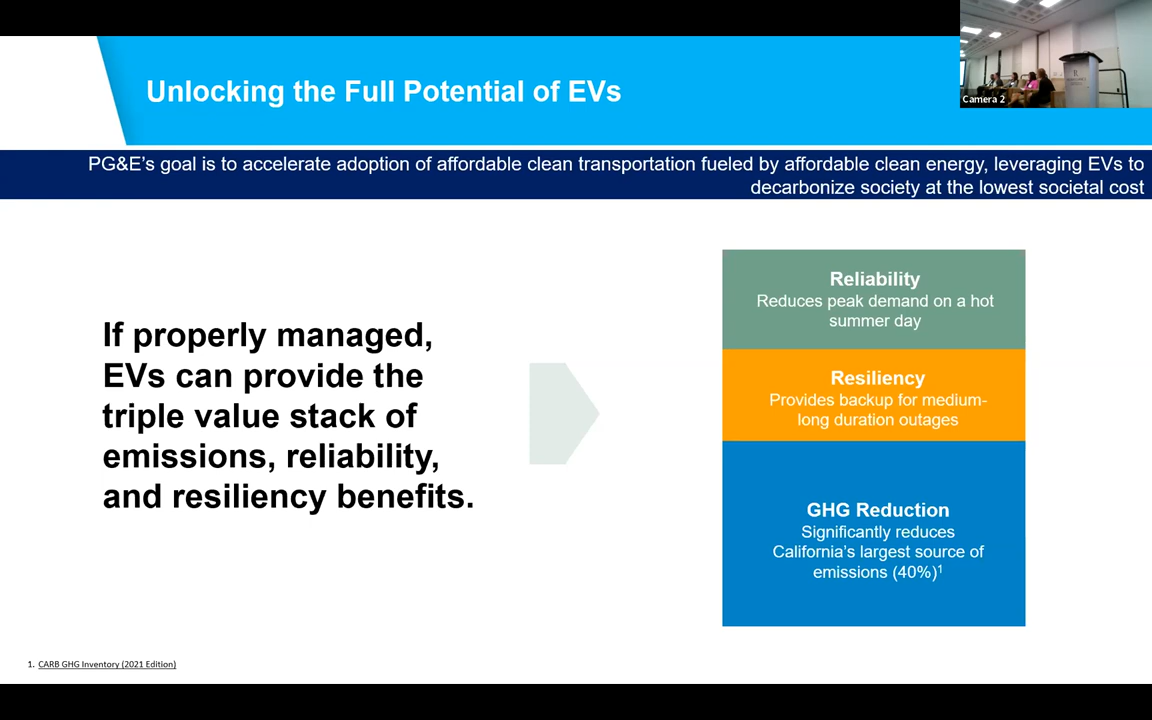 Unlocking the Full Potential of EVs
Camera 2
PG&E's goal is to accelerate adoption of affordable clean transportation fueled by affordable clean energy, leveraging EVs to
decarbonize society at the lowest societal cost
If properly managed,
EVs can provide the
triple value stack of
emissions, reliability,
and resiliency benefits.
Reliability
Reduces peak demand on a hot
summer day
Resiliency
Provides backup for medium-
long duration outages
GHG Reduction
Significantly reduces
California's largest source of
emissions (40%)¹
1. CARB GHG Inventory (2021 Edition)